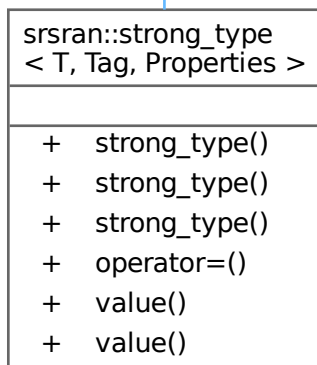 srsran::strong_type
< T, Tag, Properties >
+ strong_type()
+ strong_type()
+ strong_type()
+ operator=()
+ value()
+ value()